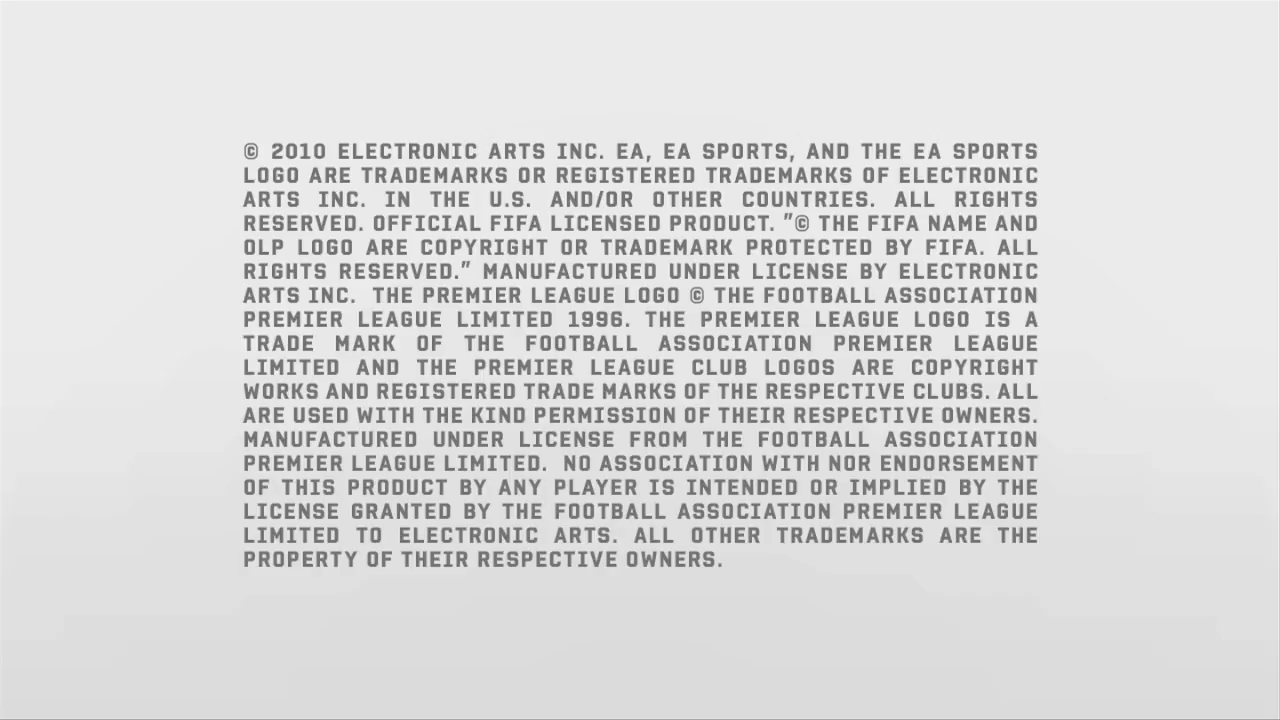 © 2010 ELECTRONIC ARTS INC. EA, EA SPORTS, AND THE EA SPORTS
LOGO ARE TRADEMARKS OR REGISTERED TRADEMARKS OF ELECTRONIC
ARTS INC. IN THE U.S. AND/OR OTHER COUNTRIES. ALL RIGHTS
RESERVED. OFFICIAL FIFA LICENSED PRODUCT. "© THE FIFA NAME AND
OLP LOGO ARE COPYRIGHT OR TRADEMARK PROTECTED BY FIFA. ALL
RIGHTS RESERVED." MANUFACTURED UNDER LICENSE BY ELECTRONIC
ARTS INC. THE PREMIER LEAGUE LOGO © THE FOOTBALL ASSOCIATION
PREMIER LEAGUE LIMITED 1996. THE PREMIER LEAGUE LOGO IS A
TRADE MARK OF THE FOOTBALL ASSOCIATION PREMIER LEAGUE
LIMITED AND THE PREMIER LEAGUE CLUB LOGOS ARE COPYRIGHT
WORKS AND REGISTERED TRADE MARKS OF THE RESPECTIVE CLUBS. ALL
ARE USED WITH THE KIND PERMISSION OF THEIR RESPECTIVE OWNERS.
MANUFACTURED UNDER LICENSE FROM THE FOOTBALL ASSOCIATION
PREMIER LEAGUE LIMITED. NO ASSOCIATION WITH NOR ENDORSEMENT
OF THIS PRODUCT BY ANY PLAYER IS INTENDED OR IMPLIED BY THE
LICENSE GRANTED BY THE FOOTBALL ASSOCIATION PREMIER LEAGUE
LIMITED TO ELECTRONIC ARTS. ALL OTHER TRADEMARKS ARE THE
PROPERTY OF THEIR RESPECTIVE OWNERS.